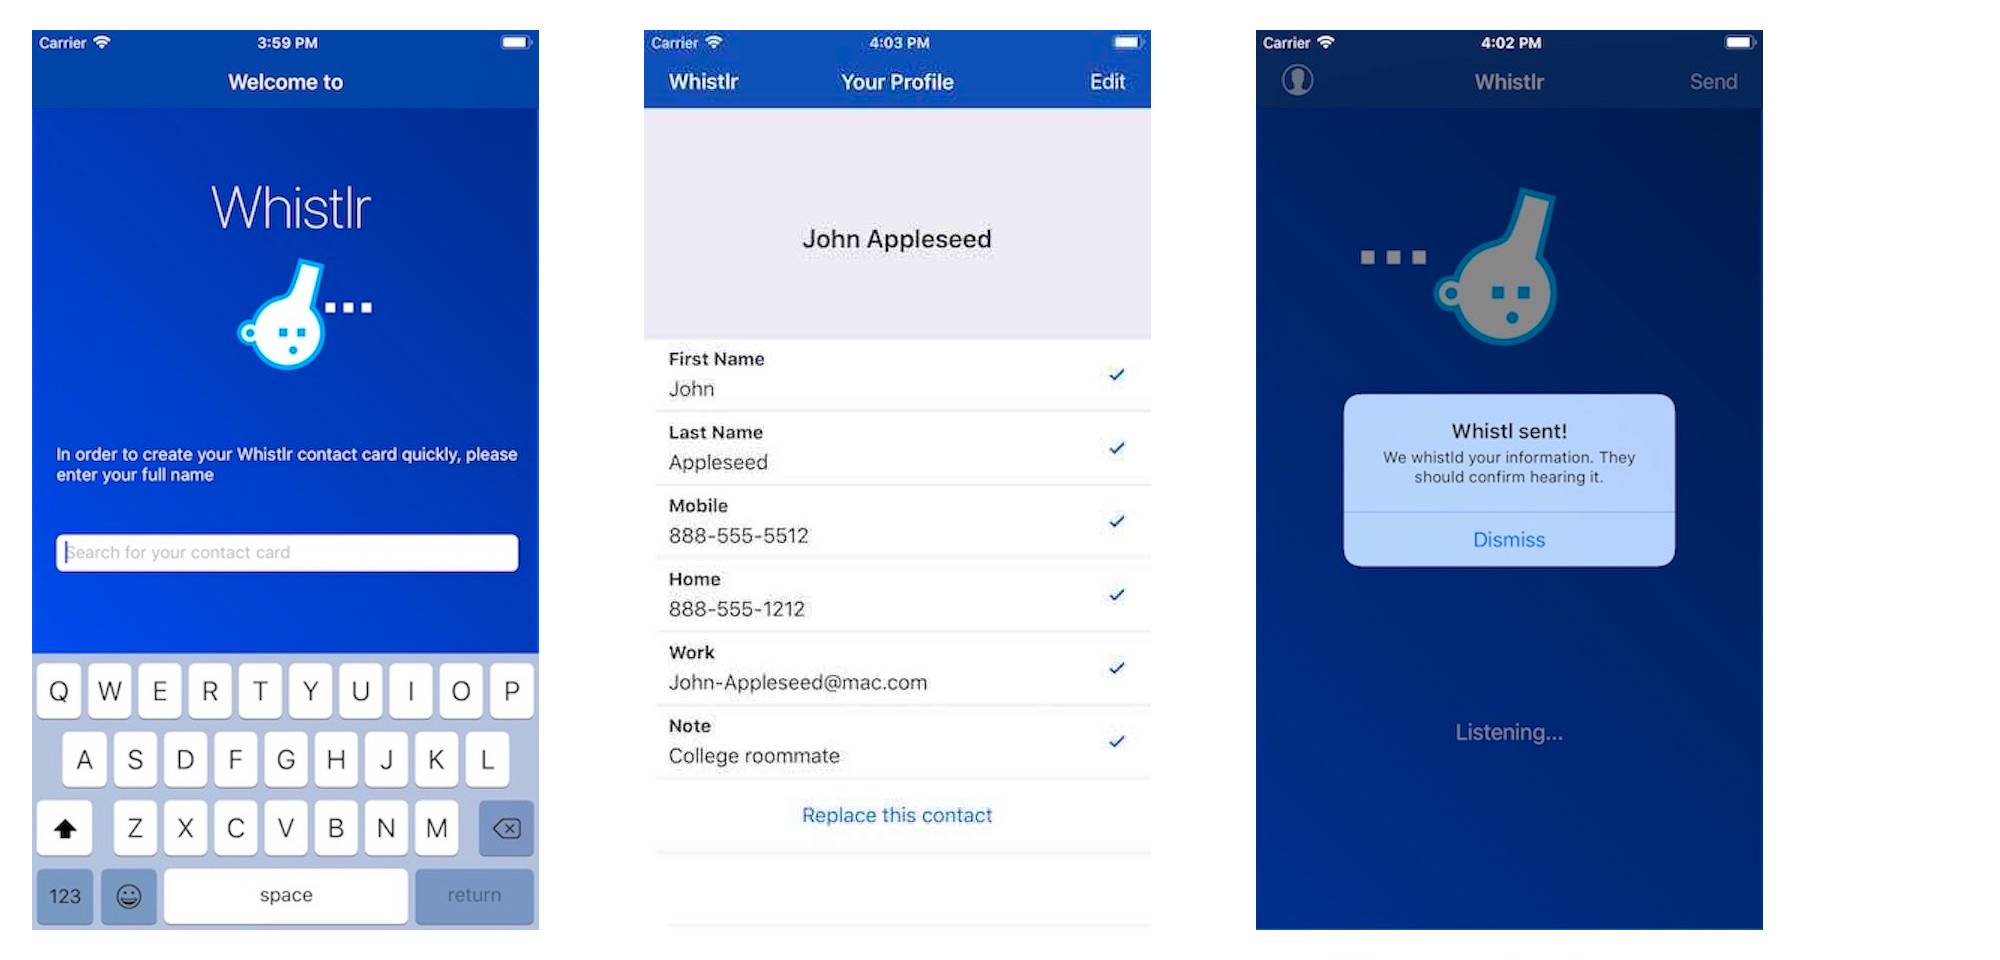 Carrier 3:59 PM
Welcome to
Whistlr
In order to create your Whistlr contact card quickly, please
enter your full name
Search for your contact card
Q W E R T Y U I O P
A S D F G H J K L
Z X C V B N M
123 space return
Carrier 4:03 PM
Whistlr Your Profile Edit
John Appleseed
First Name
John
Last Name
Appleseed
Mobile
888-555-5512
Home
888-555-1212
Work
John-Appleseed@mac.com
Note
College roommate
Replace this contact
Carrier 4:02 PM
Whistlr Send
Whistl sent!
We whistld your information. They
should confirm hearing it.
Dismiss
Listening...